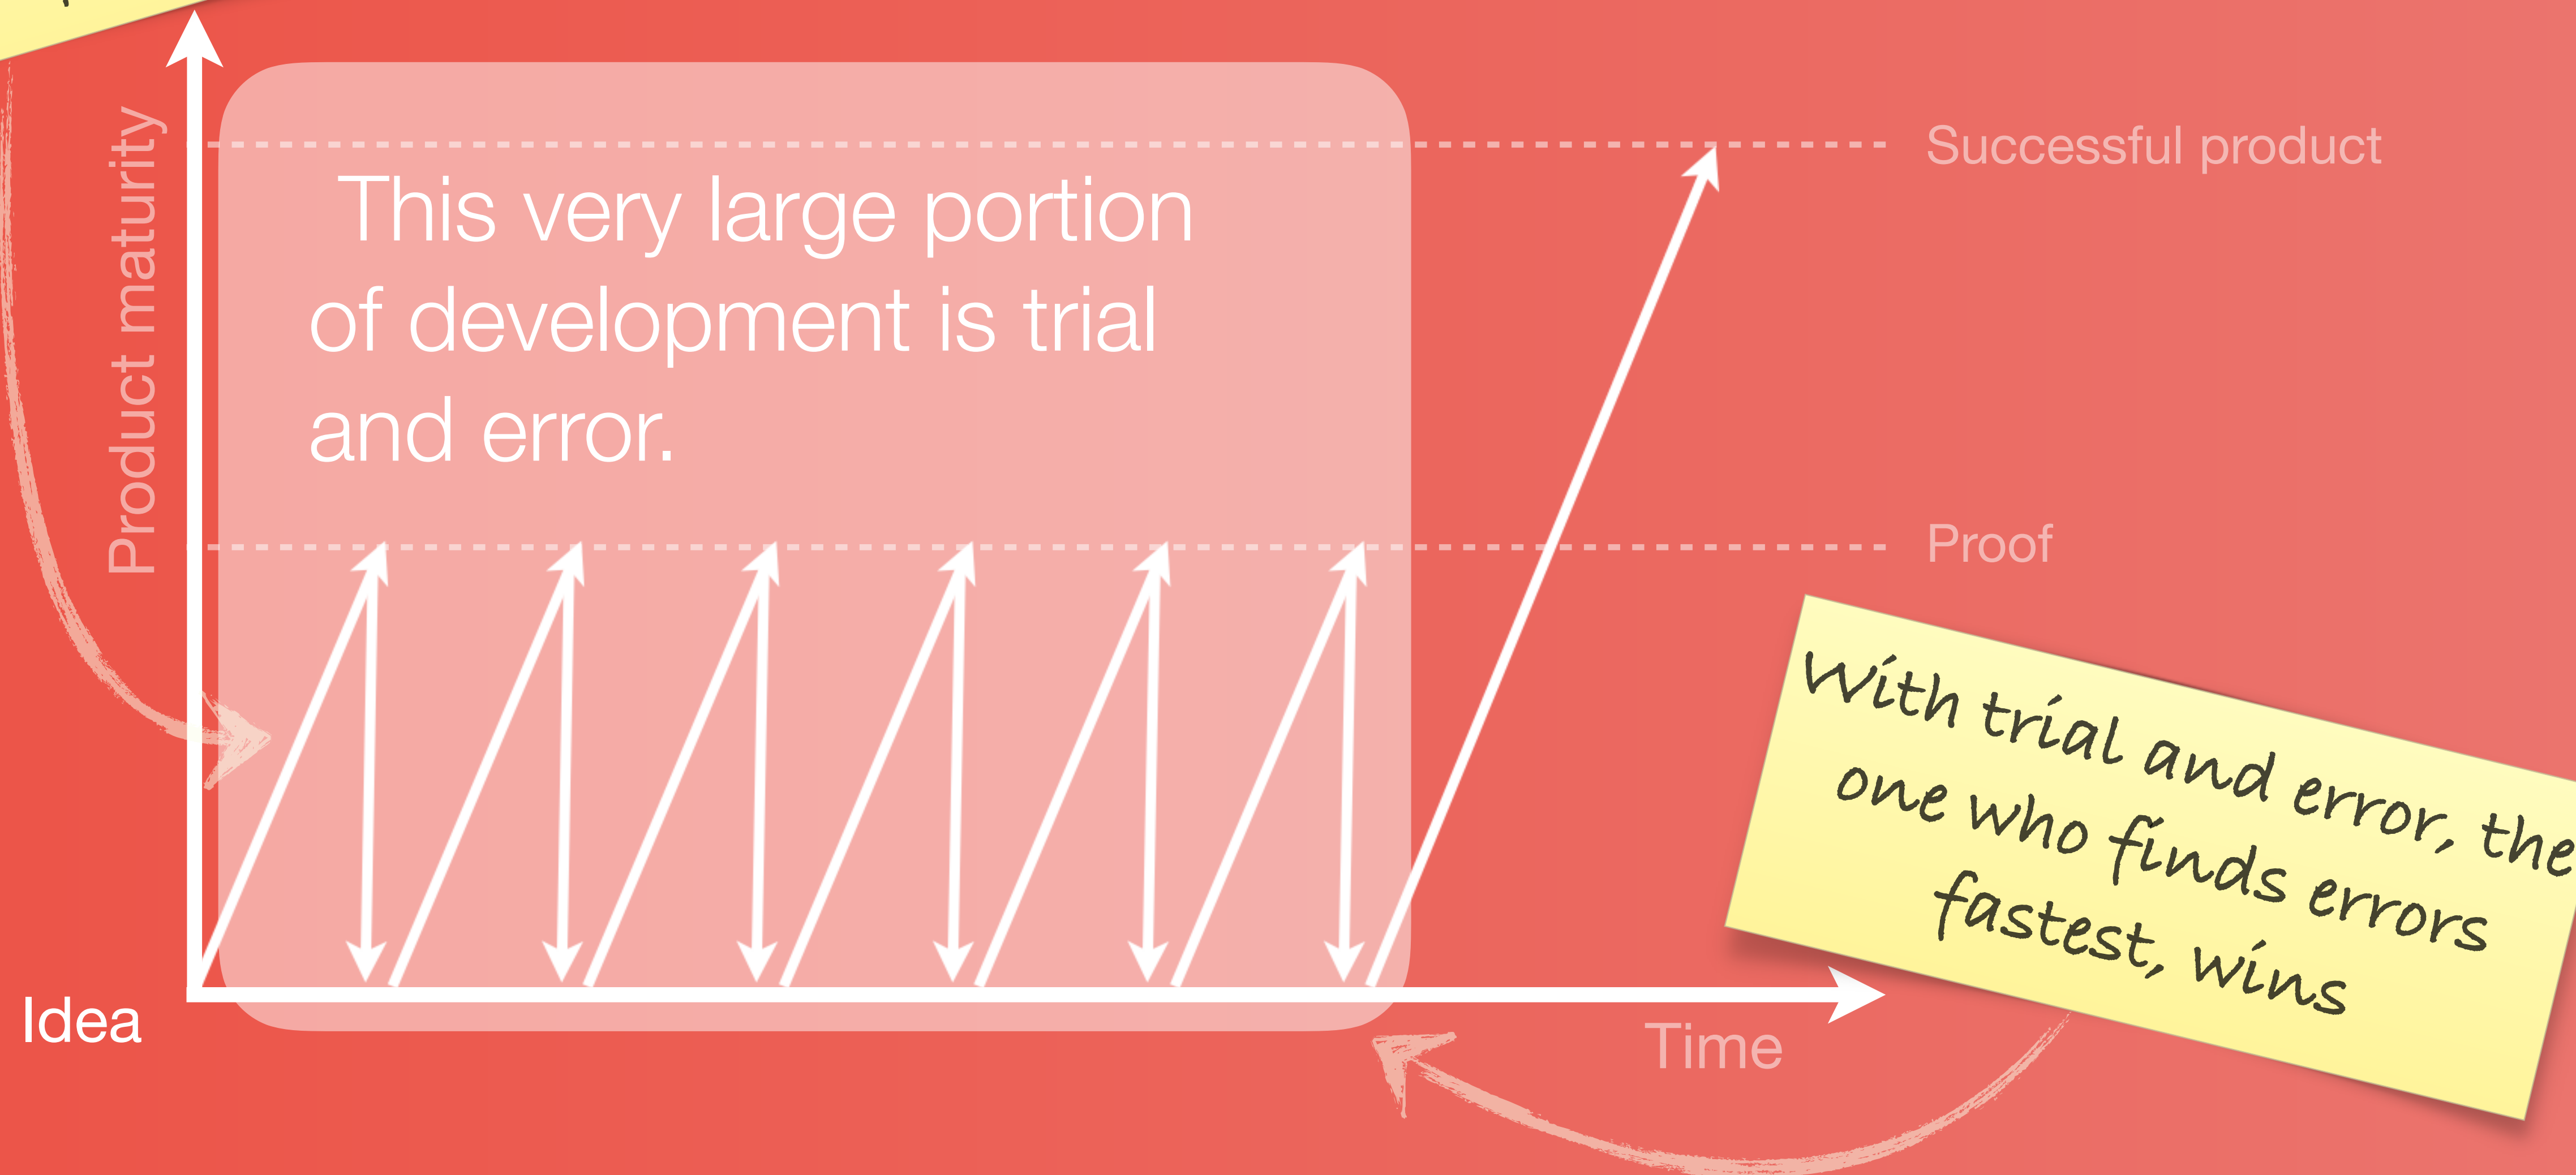 Product maturity
Successful product
This very large portion
of development is trial
and error.
Proof
With trial and error, the
one who finds errors
fastest, wins
Idea
Time